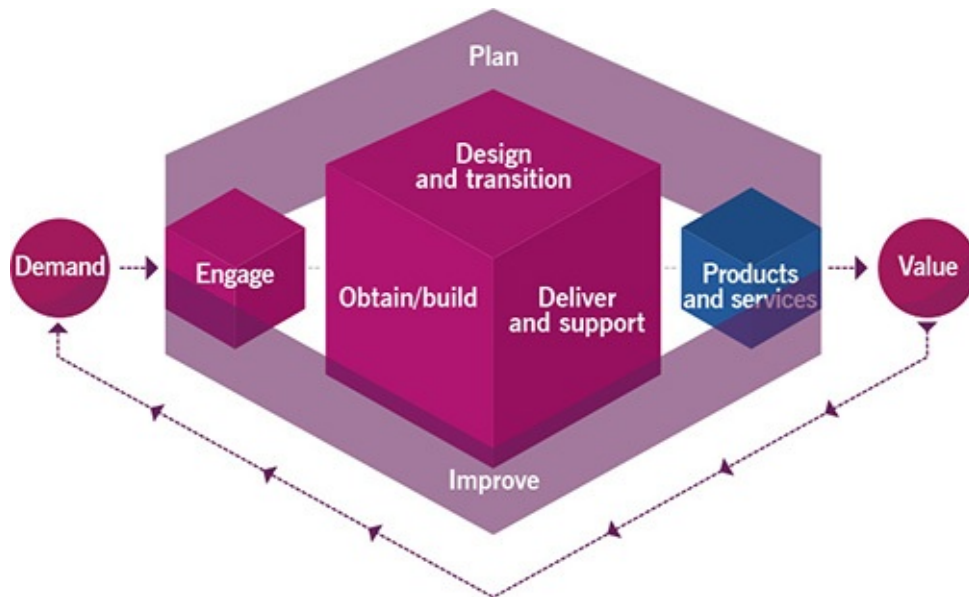 Plan
Design
and transition
Demand
Engage
Obtain/build
Deliver
and support
Products
and services
Value
Improve